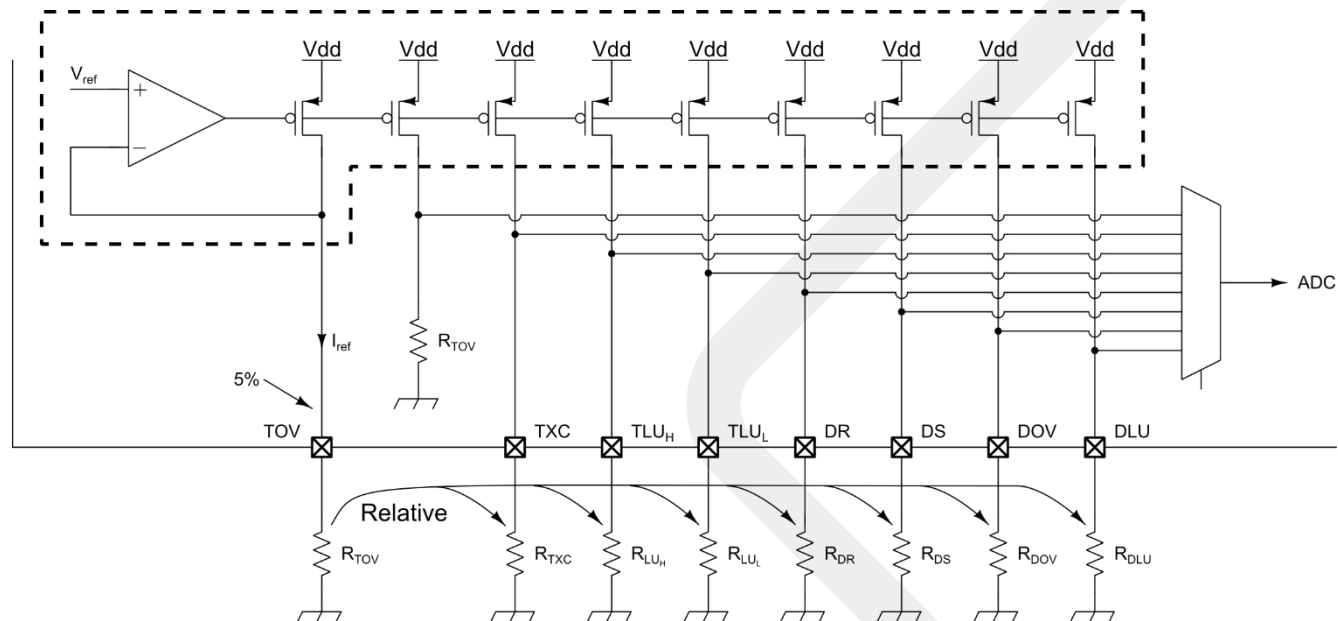 Vdd Vdd Vdd Vdd Vdd Vdd Vdd Vdd Vdd
Vref
+
−
ADC
Iref
RTOV
5%
TOV TXC TLUH TLUL DR DS DOV DLU
Relative
RTOV RTXC RLUH RLUL RDR RDS RDOV RDLU